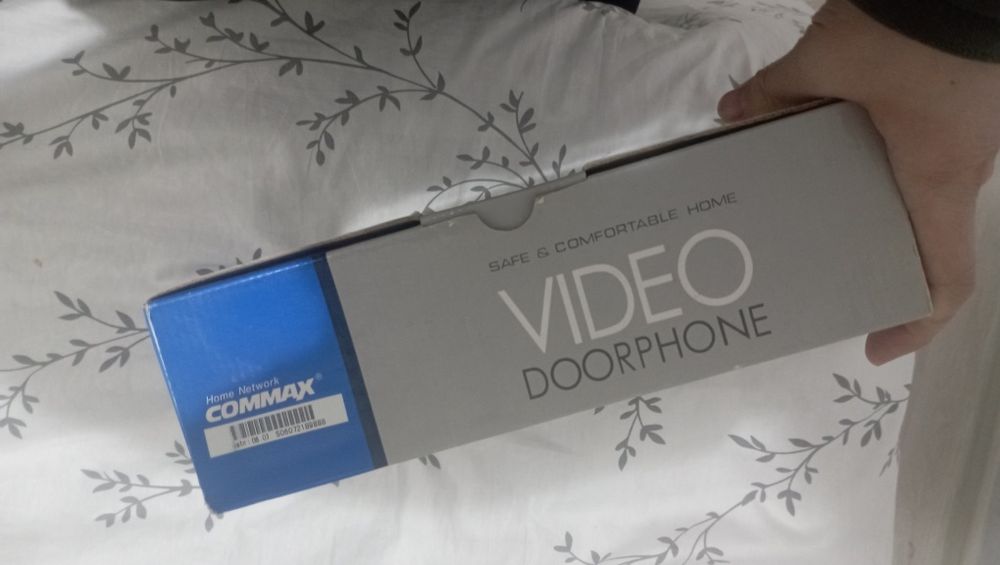 SAFE & COMFORTABLE HOME
VIDEO
DOORPHONE
Home Network
COMMAX®